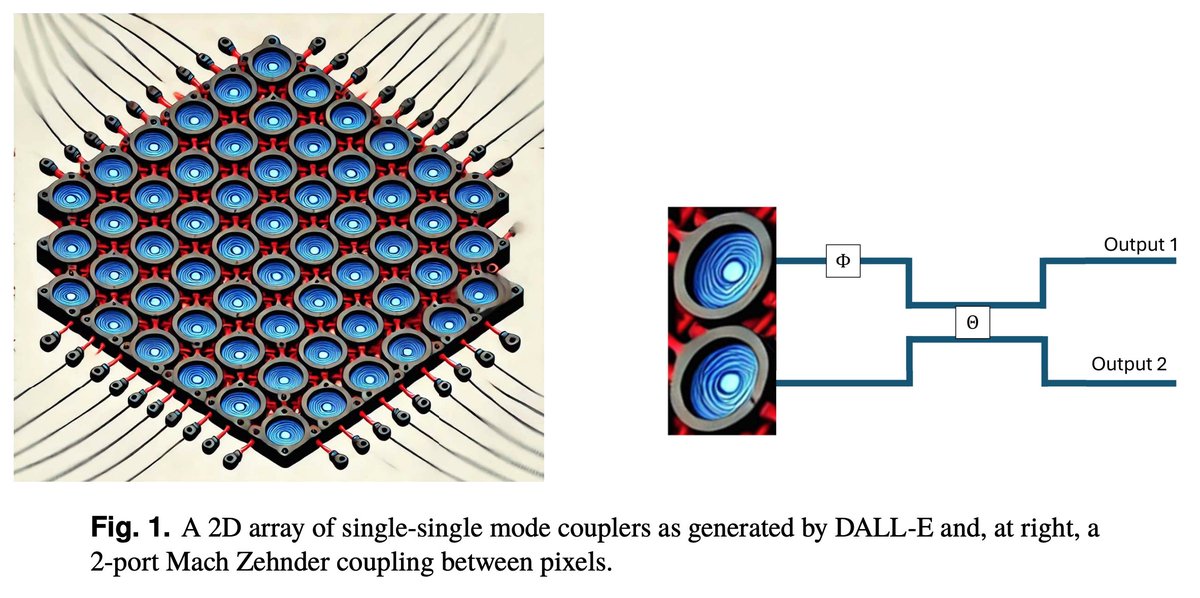 Φ
Output 1
Θ
Output 2
Fig. 1. A 2D array of single-single mode couplers as generated by DALL-E and, at right, a
2-port Mach Zehnder coupling between pixels.